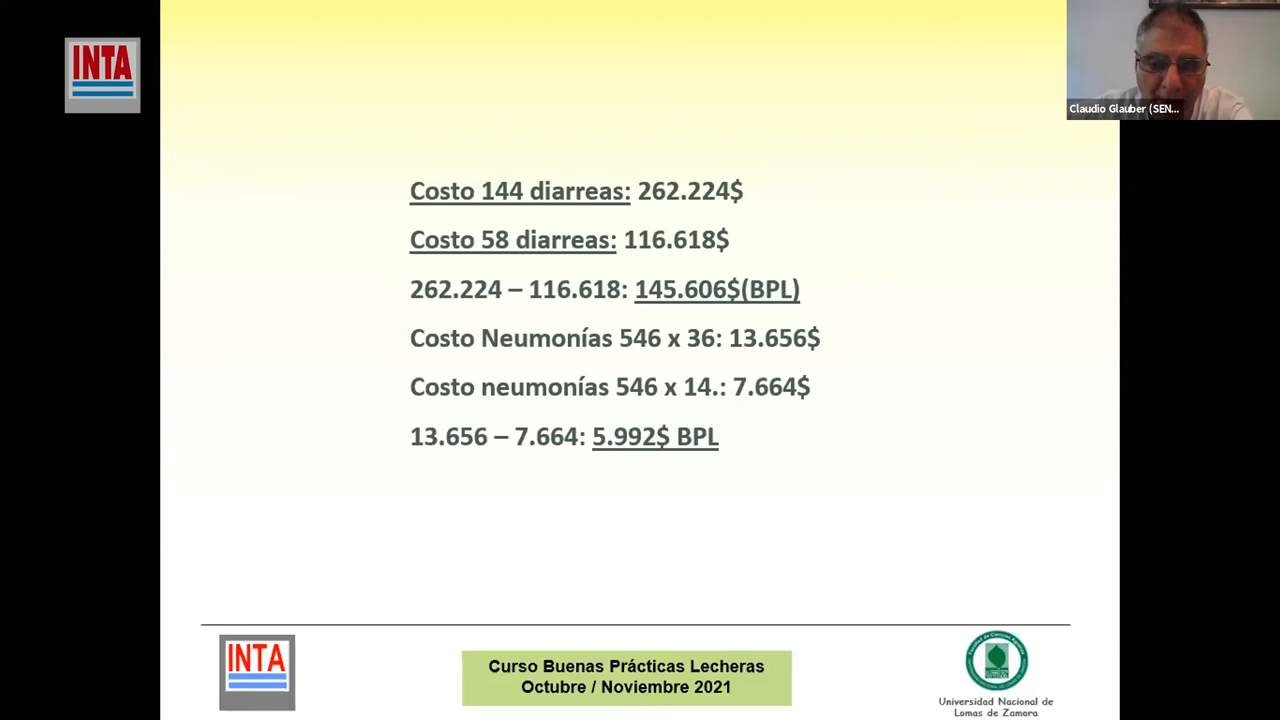 INTA
Claudio Glauber (SEN...
Costo 144 diarreas: 262.224$
Costo 58 diarreas: 116.618$
262.224 – 116.618: 145.606$(BPL)
Costo Neumonías 546 x 36: 13.656$
Costo neumonías 546 x 14.: 7.664$
13.656 – 7.664: 5.992$ BPL
INTA
Curso Buenas Prácticas Lecheras
Octubre / Noviembre 2021
Universidad Nacional de
Lomas de Zamora